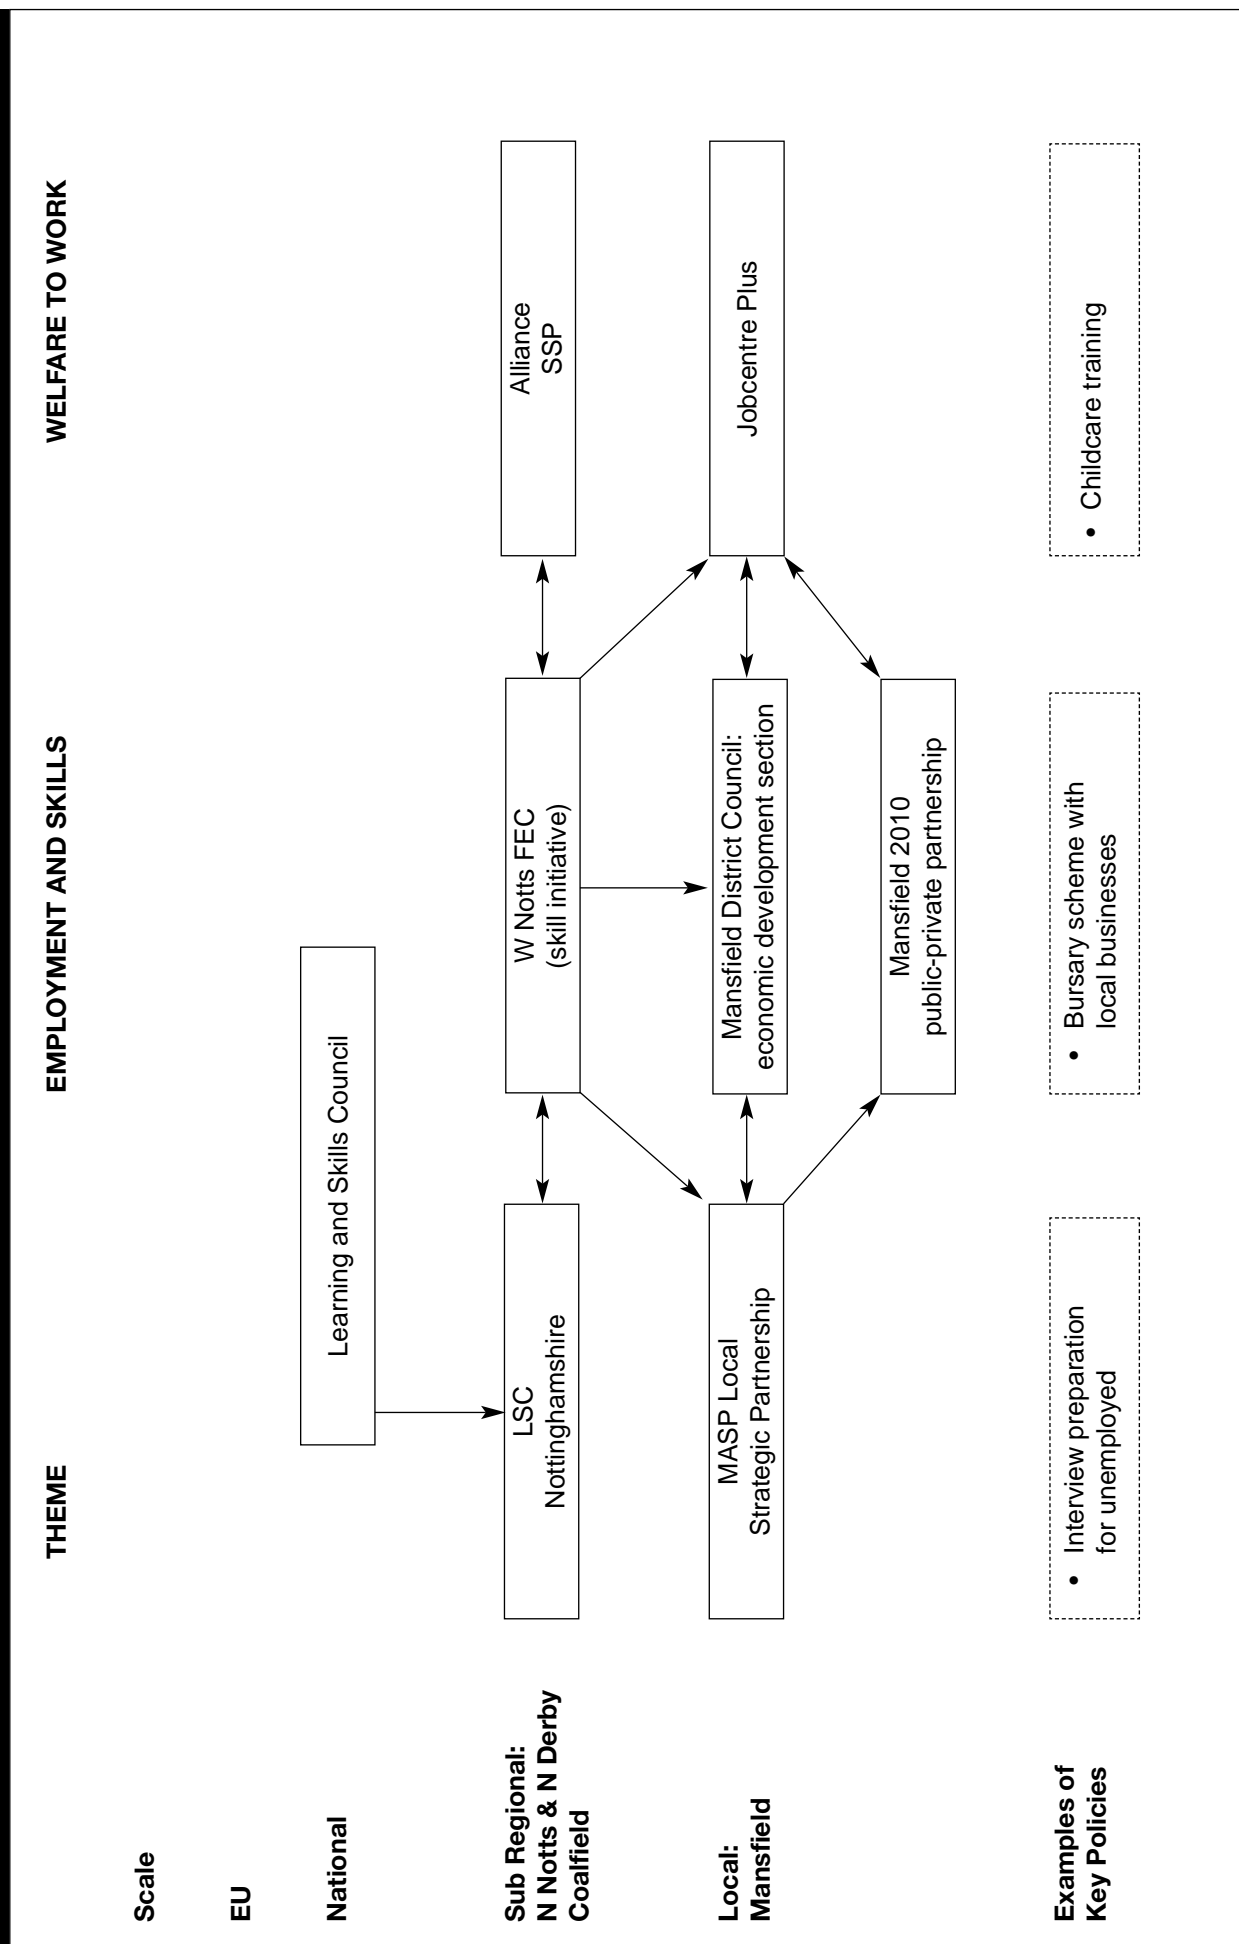 THEME
EMPLOYMENT AND SKILLS
WELFARE TO WORK
Scale
EU
National
Learning and Skills Council
Sub Regional:
N Notts & N Derby
Coalfield
LSC
Nottinghamshire
W Notts FEC
(skill initiative)
Alliance
SSP
Local:
Mansfield
MASP Local
Strategic Partnership
Mansfield District Council:
economic development section
Jobcentre Plus
Mansfield 2010
public-private partnership
Examples of
Key Policies
• Interview preparation
for unemployed
• Bursary scheme with
local businesses
• Childcare training